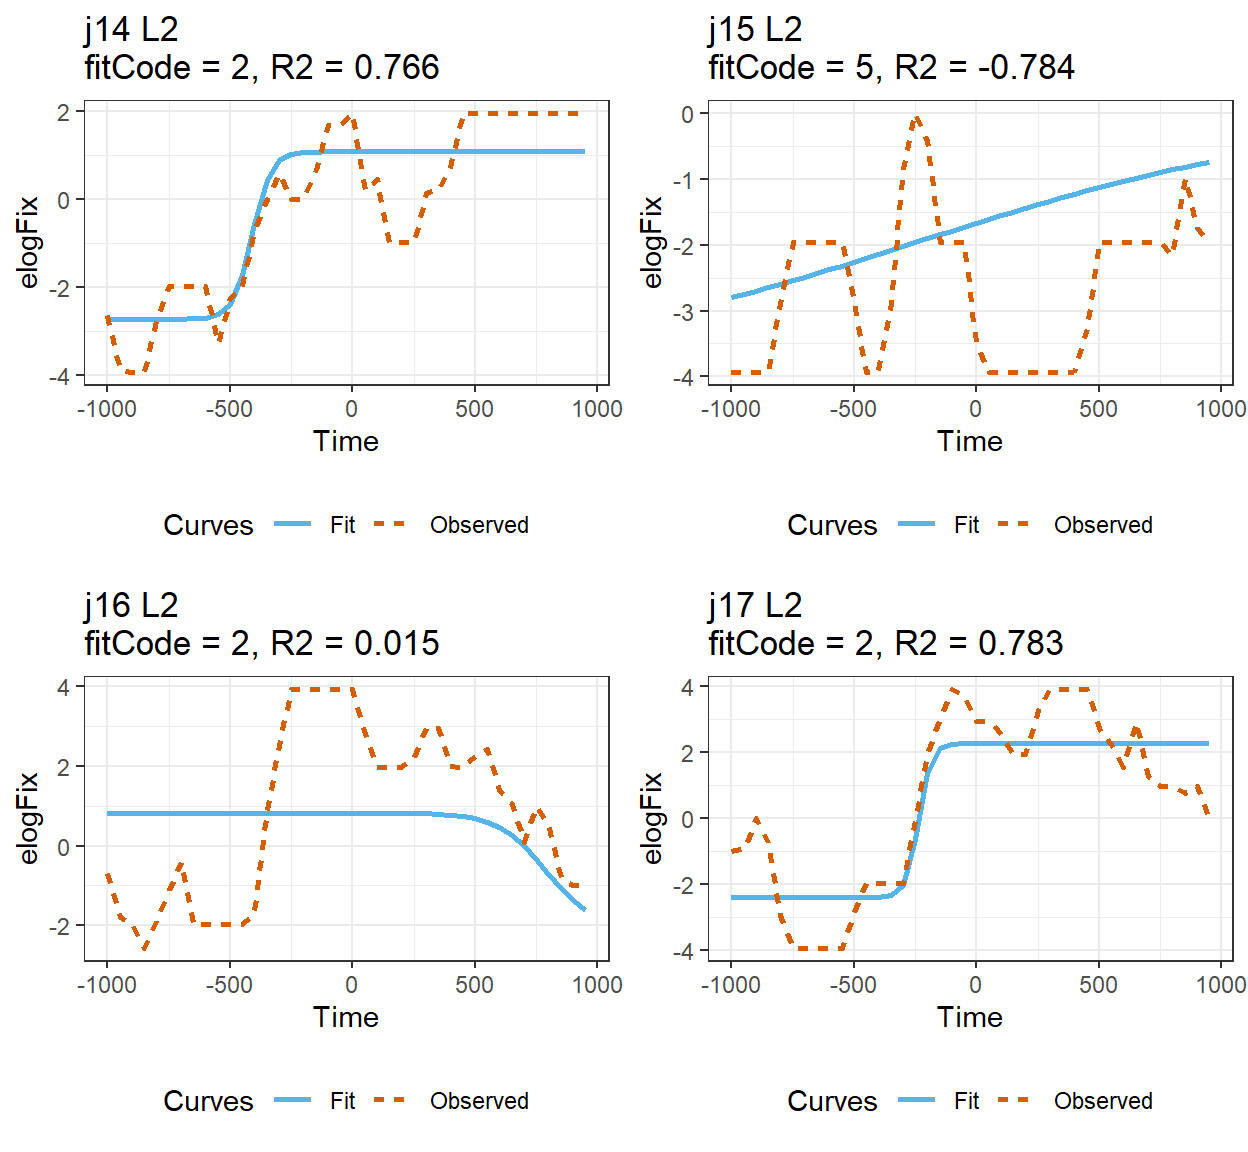 j14 L2
fitCode = 2, R2 = 0.766
elogFix
2
0
-2
-4
-1000 -500 0 500 1000
Time
Curves Fit Observed
j15 L2
fitCode = 5, R2 = -0.784
elogFix
0
-1
-2
-3
-4
-1000 -500 0 500 1000
Time
Curves Fit Observed
j16 L2
fitCode = 2, R2 = 0.015
elogFix
4
2
0
-2
-1000 -500 0 500 1000
Time
Curves Fit Observed
j17 L2
fitCode = 2, R2 = 0.783
elogFix
4
2
0
-2
-4
-1000 -500 0 500 1000
Time
Curves Fit Observed